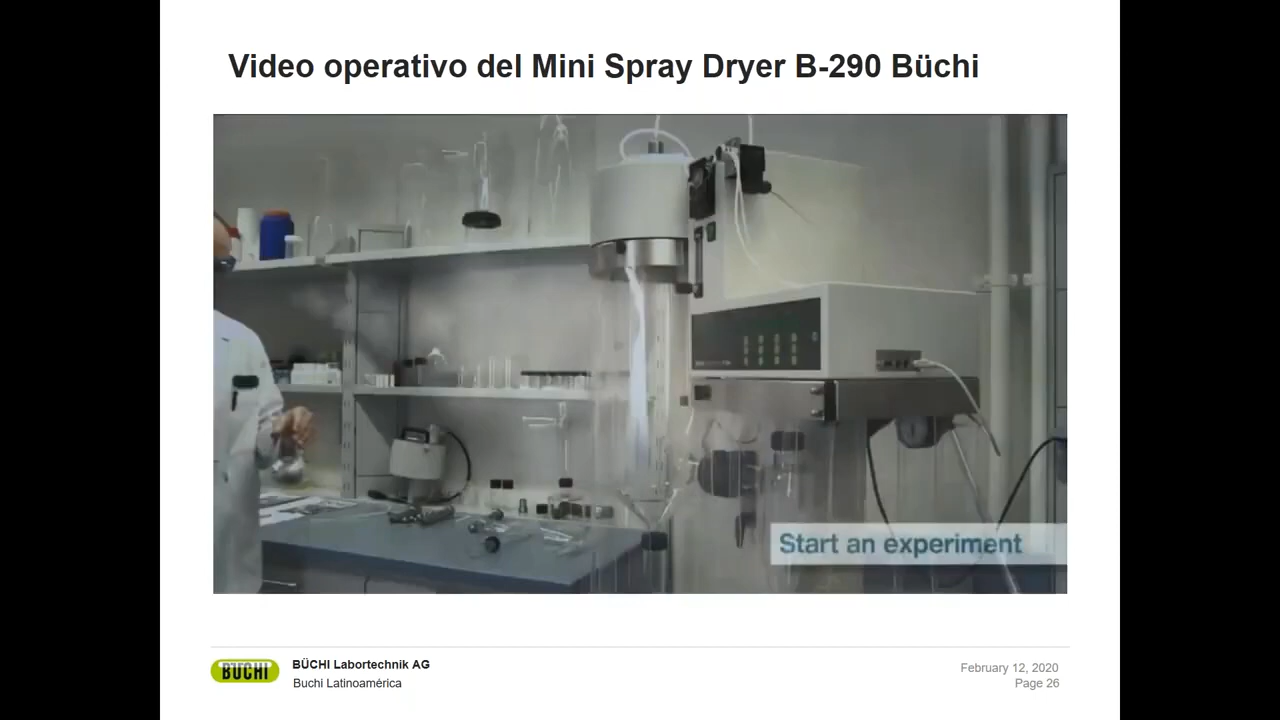 Video operativo del Mini Spray Dryer B-290 Büchi
Start an experiment
BÜCHI
BÜCHI Labortechnik AG
Buchi Latinoamérica
February 12, 2020
Page 26